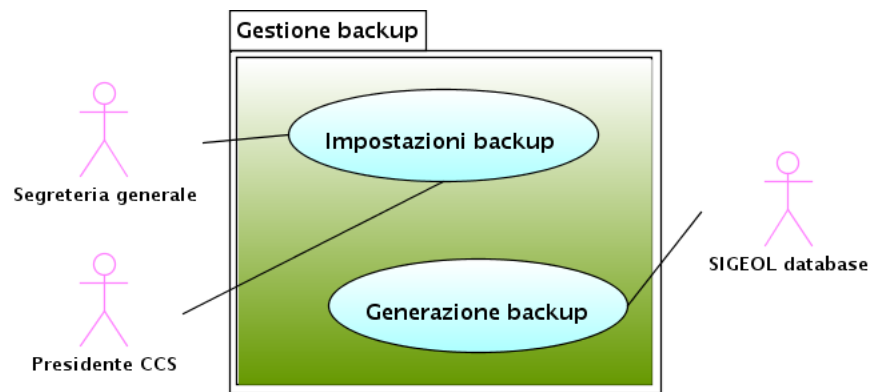 Gestione backup
Impostazioni backup
Segreteria generale
SIGEOL database
Generazione backup
Presidente CCS